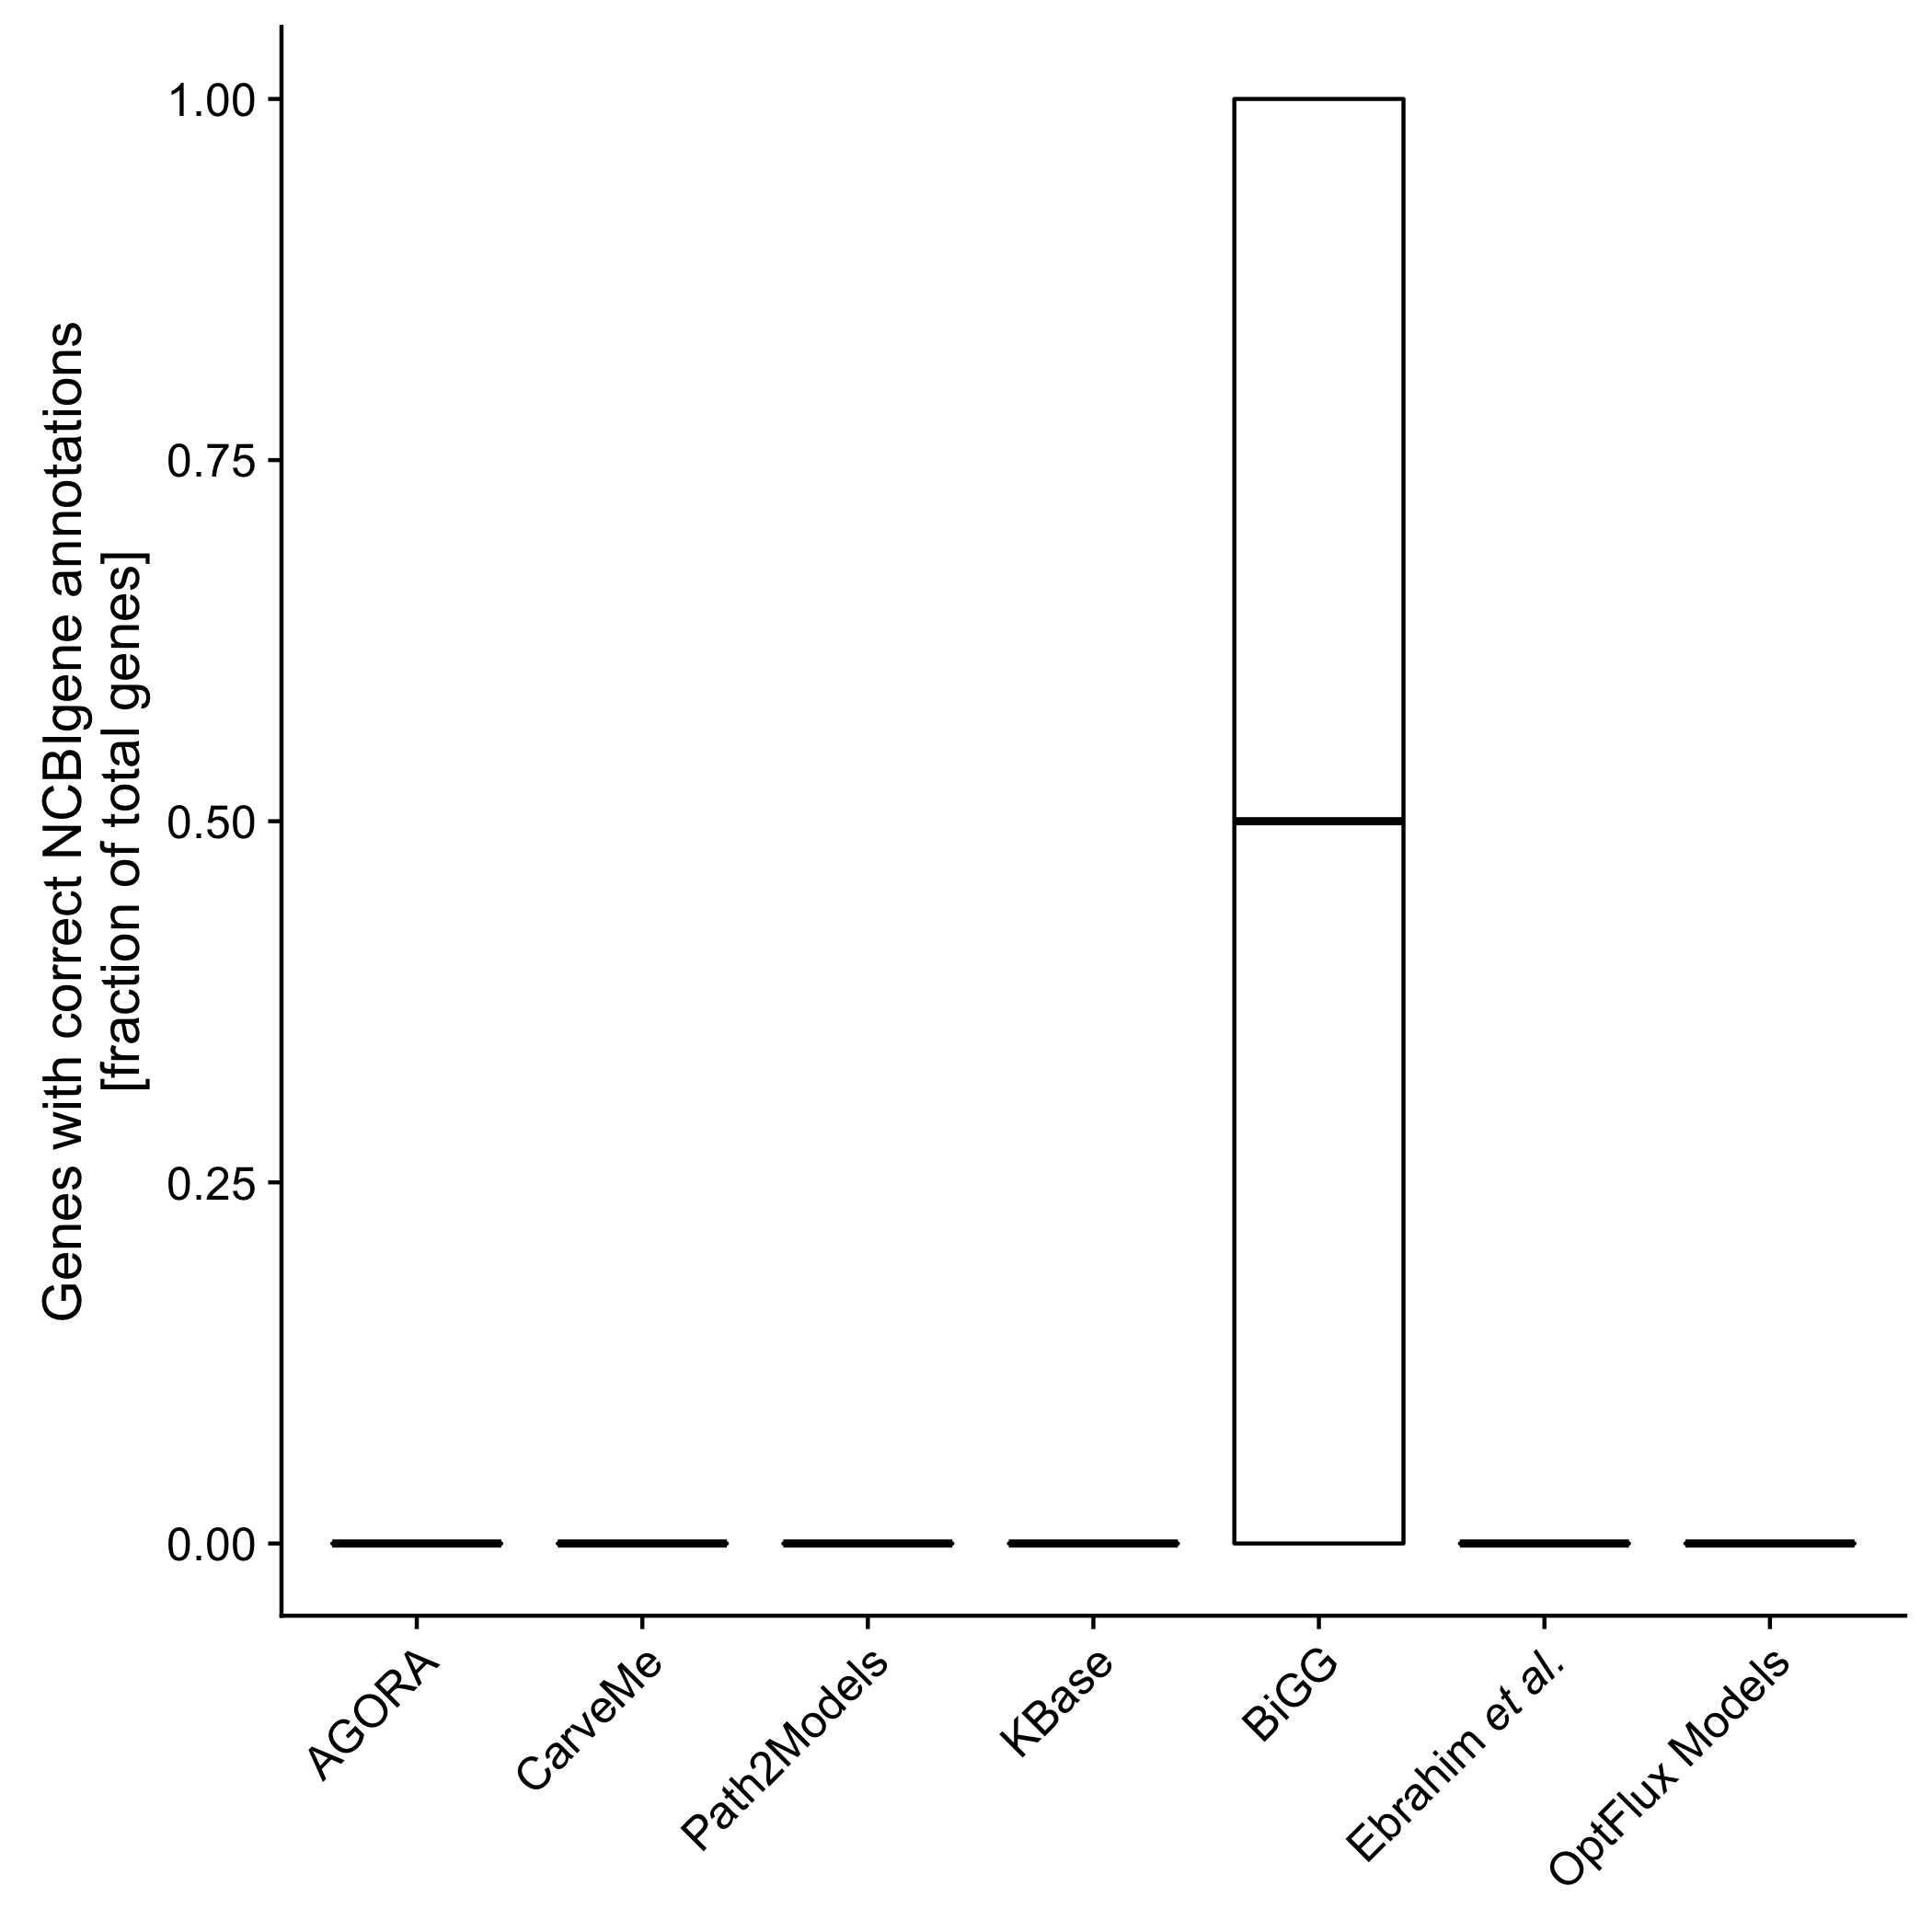 Genes with correct NCBIgene annotations
[fraction of total genes]
1.00
0.75
0.50
0.25
0.00
AGORA
CarveMe
Path2Models
KBase
BiGG
Ebrahim et al.
OptFlux Models